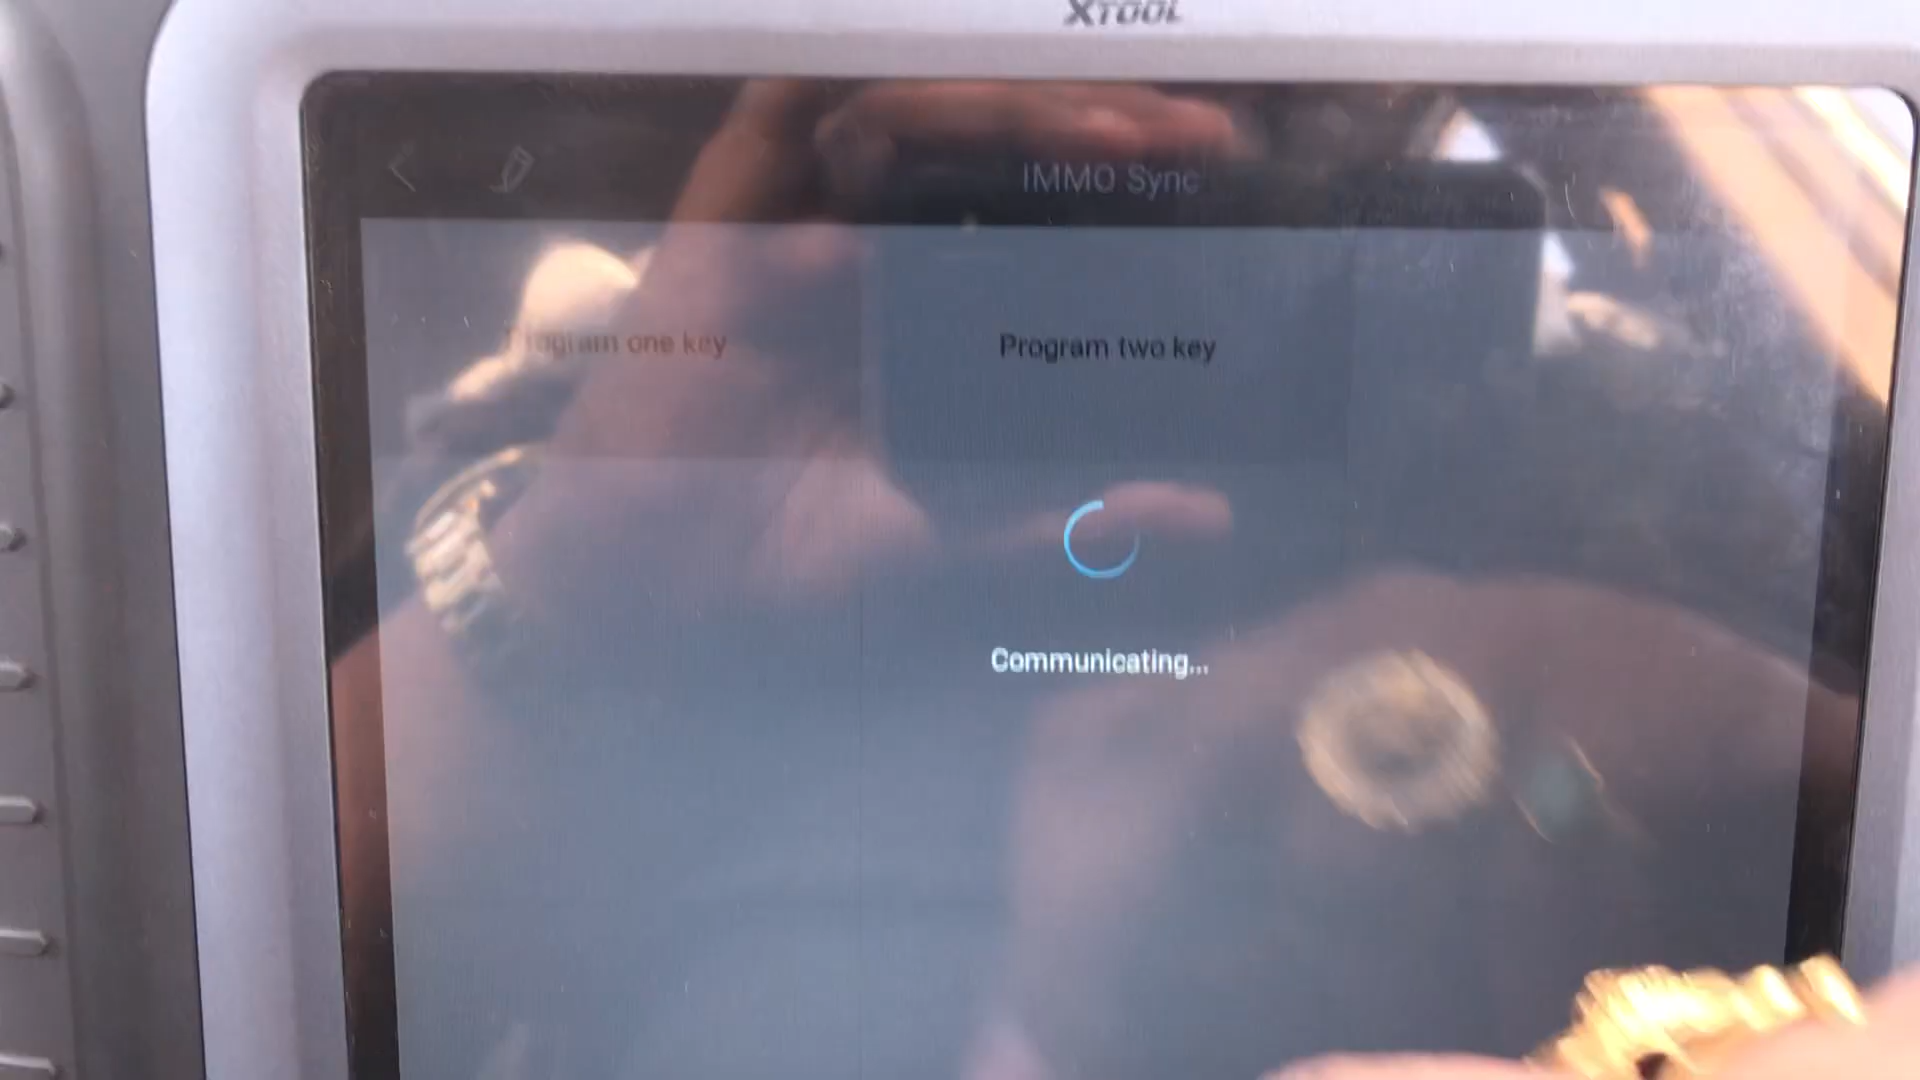 XTOOL
IMMO Sync
Program one key
Program two key
Communicating...